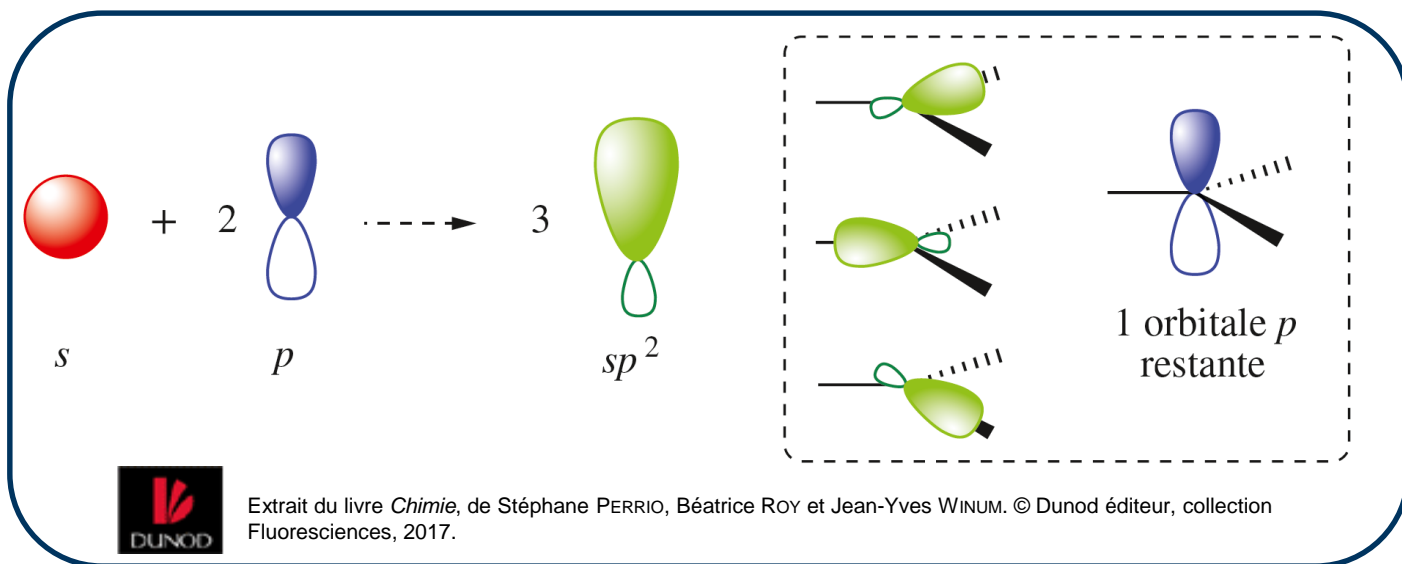 + 2 3
s p sp²
1 orbitale p
restante
DUNOD
Extrait du livre Chimie, de Stéphane PERRIO, Béatrice ROY et Jean-Yves WINUM. © Dunod éditeur, collection
Fluoresciences, 2017.